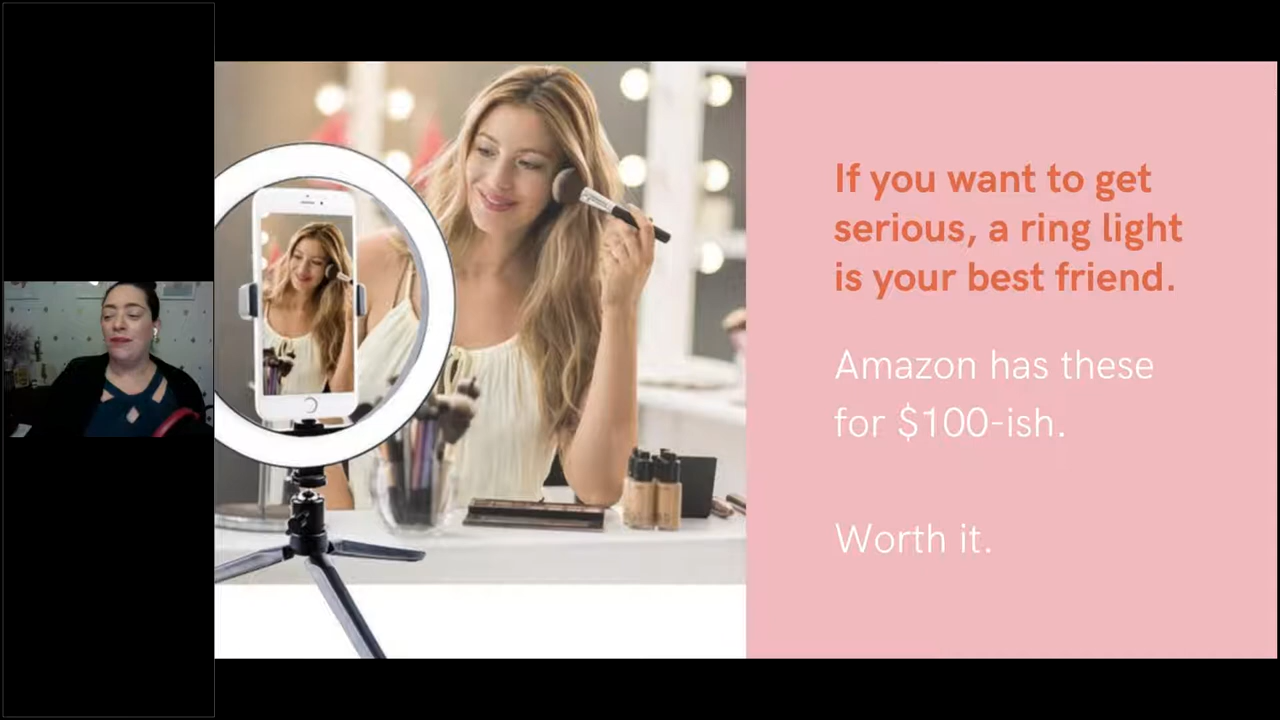 If you want to get
serious, a ring light
is your best friend.
Amazon has these
for $100-ish.
Worth it.